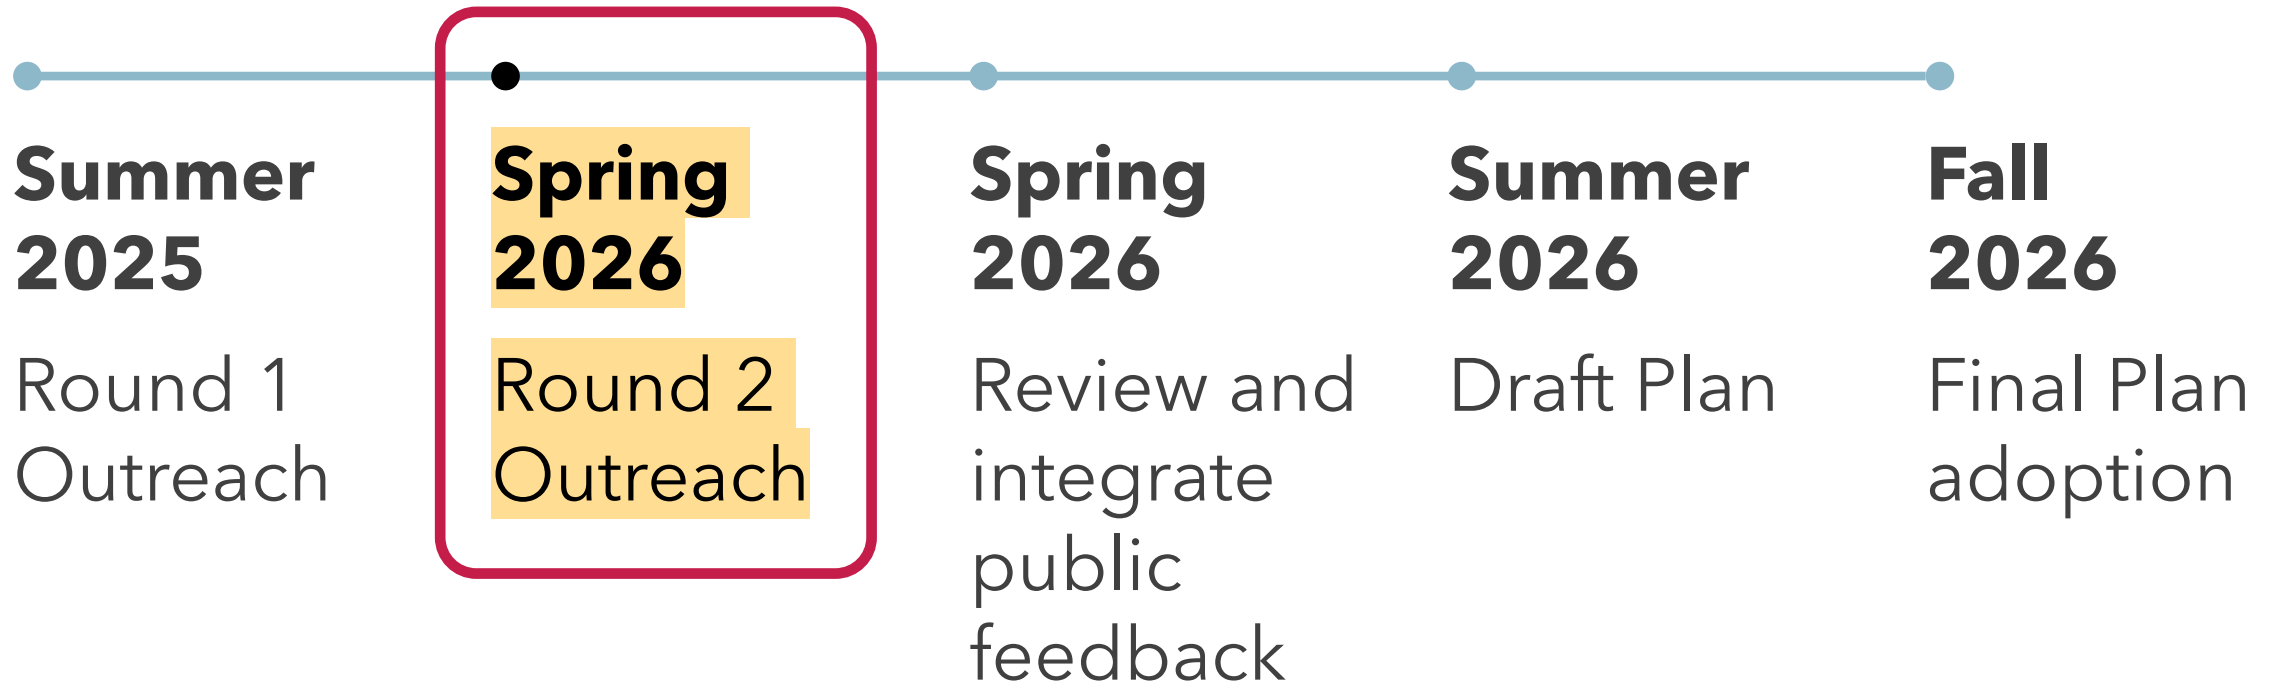 Summer
2025
Round 1
Outreach
Spring
2026
Round 2
Outreach
Spring
2026
Review and
integrate
public
feedback
Summer
2026
Draft Plan
Fall
2026
Final Plan
adoption